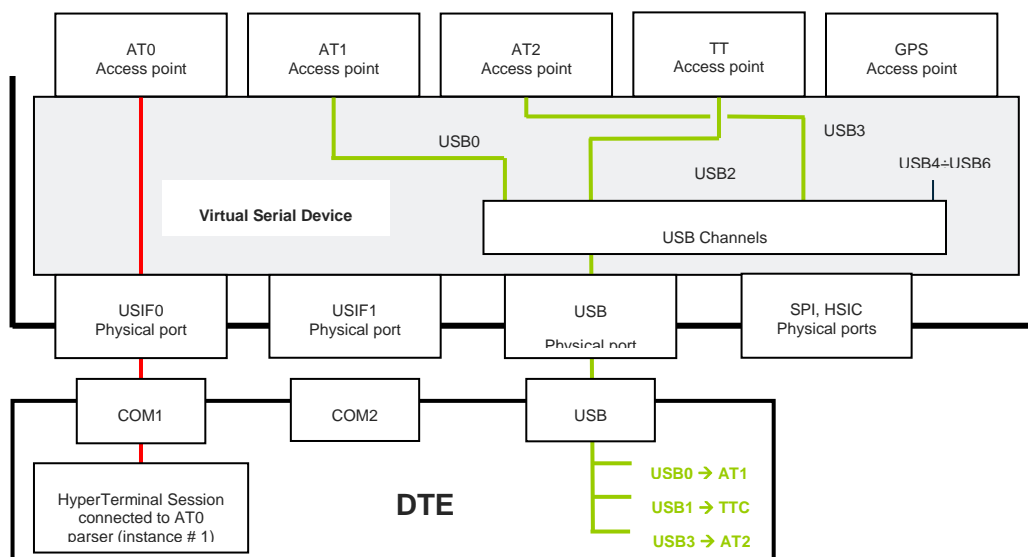 AT0
Access point
AT1
Access point
AT2
Access point
TT
Access point
GPS
Access point
USB0
USB3
USB2
USB4÷USB6
Virtual Serial Device
USB Channels
USIF0
Physical port
USIF1
Physical port
USB
Physical port
SPI, HSIC
Physical ports
COM1
COM2
USB
HyperTerminal Session
connected to AT0
parser (instance # 1)
DTE
USB0 → AT1
USB1 → TTC
USB3 → AT2